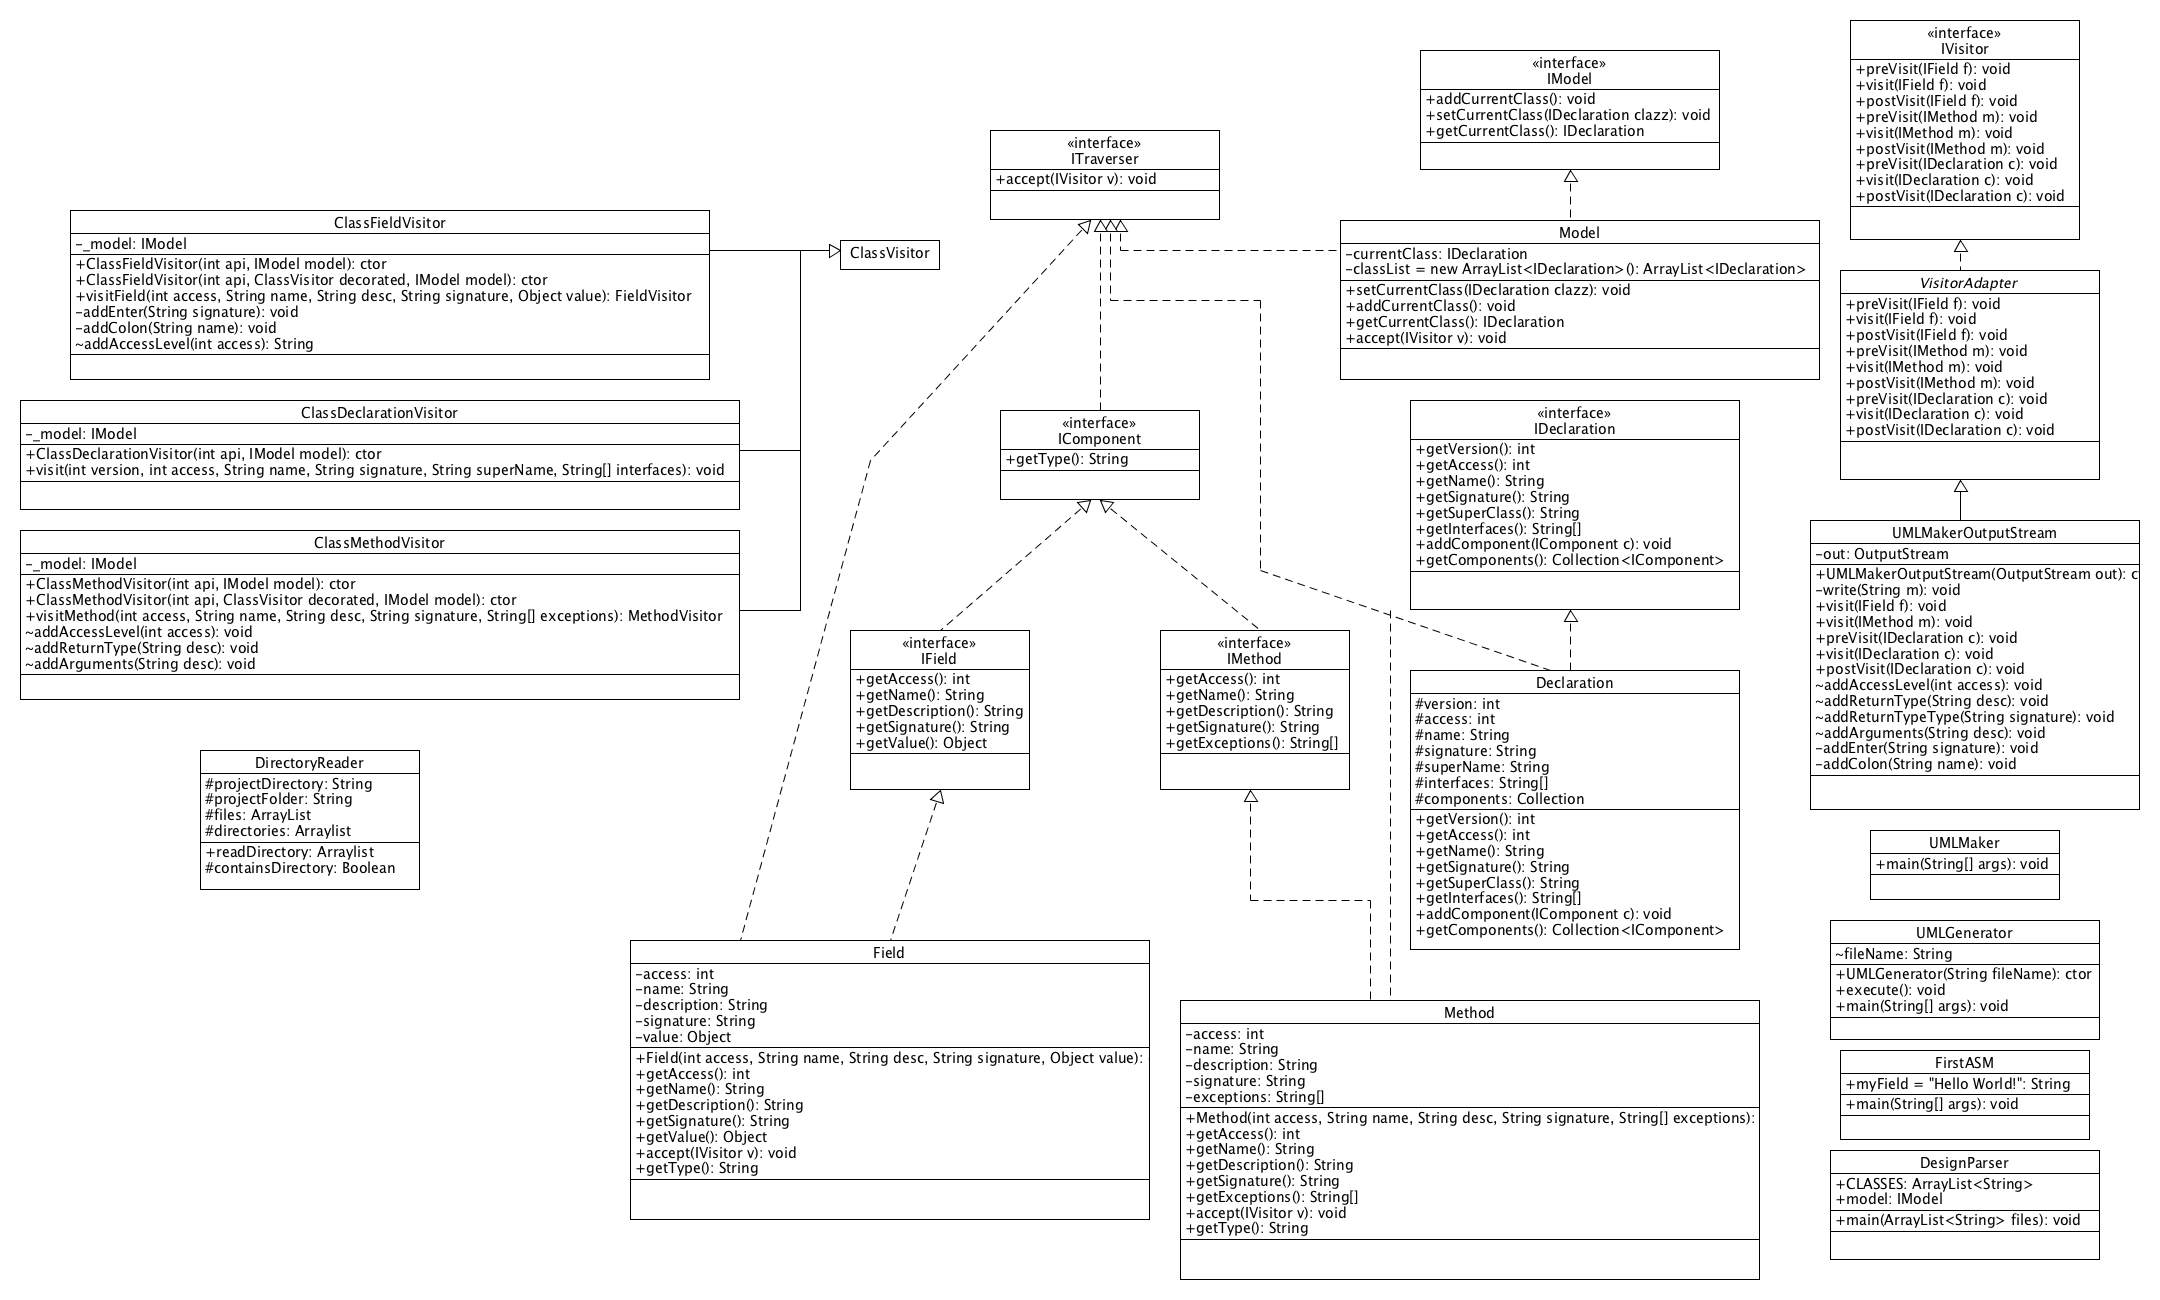 ClassFieldVisitor
-_model: IModel
+ClassFieldVisitor(int api, IModel model): ctor
+ClassFieldVisitor(int api, ClassVisitor decorated, IModel model): ctor
+visitField(int access, String name, String desc, String signature, Object value): FieldVisitor
-addEnter(String signature): void
-addColon(String name): void
~addAccessLevel(int access): String
ClassVisitor
ClassDeclarationVisitor
-_model: IModel
+ClassDeclarationVisitor(int api, IModel model): ctor
+visit(int version, int access, String name, String signature, String superName, String[] interfaces): void
ClassMethodVisitor
-_model: IModel
+ClassMethodVisitor(int api, IModel model): ctor
+ClassMethodVisitor(int api, ClassVisitor decorated, IModel model): ctor
+visitMethod(int access, String name, String desc, String signature, String[] exceptions): MethodVisitor
~addAccessLevel(int access): void
~addReturnType(String desc): void
~addArguments(String desc): void
DirectoryReader
#projectDirectory: String
#projectFolder: String
#files: ArrayList
#directories: Arraylist
+readDirectory: Arraylist
#containsDirectory: Boolean
«interface»
ITraverser
+accept(IVisitor v): void
«interface»
IComponent
+getType(): String
«interface»
IField
+getAccess(): int
+getName(): String
+getDescription(): String
+getSignature(): String
+getValue(): Object
«interface»
IMethod
+getAccess(): int
+getName(): String
+getDescription(): String
+getSignature(): String
+getExceptions(): String[]
Field
-access: int
-name: String
-description: String
-signature: String
-value: Object
+Field(int access, String name, String desc, String signature, Object value):
+getAccess(): int
+getName(): String
+getDescription(): String
+getSignature(): String
+getValue(): Object
+accept(IVisitor v): void
+getType(): String
«interface»
IModel
+addCurrentClass(): void
+setCurrentClass(IDeclaration clazz): void
+getCurrentClass(): IDeclaration
Model
-currentClass: IDeclaration
-classList = new ArrayList<IDeclaration>(): ArrayList<IDeclaration>
+setCurrentClass(IDeclaration clazz): void
+addCurrentClass(): void
+getCurrentClass(): IDeclaration
+accept(IVisitor v): void
«interface»
IDeclaration
+getVersion(): int
+getAccess(): int
+getName(): String
+getSignature(): String
+getSuperClass(): String
+getInterfaces(): String[]
+addComponent(IComponent c): void
+getComponents(): Collection<IComponent>
Declaration
#version: int
#access: int
#name: String
#signature: String
#superName: String
#interfaces: String[]
#components: Collection
+getVersion(): int
+getAccess(): int
+getName(): String
+getSignature(): String
+getSuperClass(): String
+getInterfaces(): String[]
+addComponent(IComponent c): void
+getComponents(): Collection<IComponent>
Method
-access: int
-name: String
-description: String
-signature: String
-exceptions: String[]
+Method(int access, String name, String desc, String signature, String[] exceptions):
+getAccess(): int
+getName(): String
+getDescription(): String
+getSignature(): String
+getExceptions(): String[]
+accept(IVisitor v): void
+getType(): String
«interface»
IVisitor
+preVisit(IField f): void
+visit(IField f): void
+postVisit(IField f): void
+preVisit(IMethod m): void
+visit(IMethod m): void
+postVisit(IMethod m): void
+preVisit(IDeclaration c): void
+visit(IDeclaration c): void
+postVisit(IDeclaration c): void
VisitorAdapter
+preVisit(IField f): void
+visit(IField f): void
+postVisit(IField f): void
+preVisit(IMethod m): void
+visit(IMethod m): void
+postVisit(IMethod m): void
+preVisit(IDeclaration c): void
+visit(IDeclaration c): void
+postVisit(IDeclaration c): void
UMLMakerOutputStream
-out: OutputStream
+UMLMakerOutputStream(OutputStream out):
-write(String m): void
+visit(IField f): void
+visit(IMethod m): void
+preVisit(IDeclaration c): void
+visit(IDeclaration c): void
+postVisit(IDeclaration c): void
~addAccessLevel(int access): void
~addReturnType(String desc): void
~addReturnTypeType(String signature): void
~addArguments(String desc): void
-addEnter(String signature): void
-addColon(String name): void
UMLMaker
+main(String[] args): void
UMLGenerator
~fileName: String
+UMLGenerator(String fileName): ctor
+execute(): void
+main(String[] args): void
FirstASM
+myField = "Hello World!": String
+main(String[] args): void
DesignParser
+CLASSES: ArrayList<String>
+model: IModel
+main(ArrayList<String> files): void